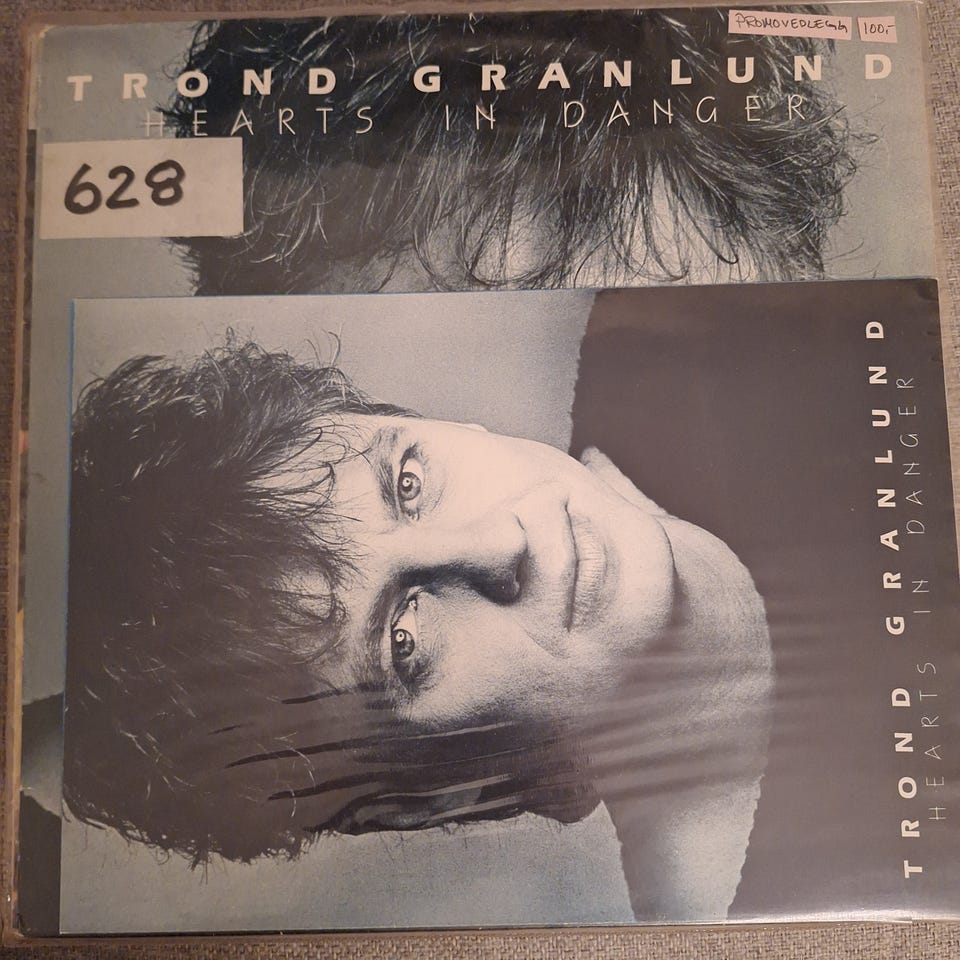 PROMOVEDLEGG 100,-
TROND GRANLUND
HEARTS IN DANGER
628
TROND GRANLUND
HEARTS IN DANGER